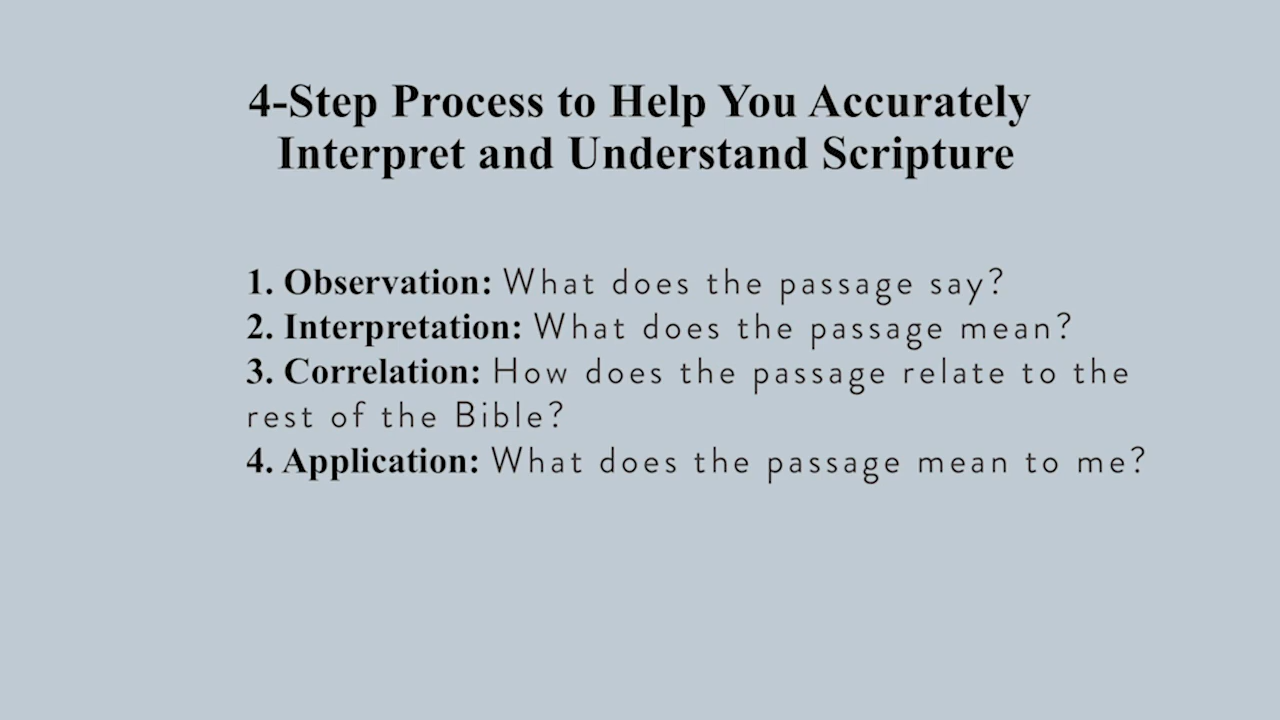 4-Step Process to Help You Accurately
Interpret and Understand Scripture
1. Observation: What does the passage say?
2. Interpretation: What does the passage mean?
3. Correlation: How does the passage relate to the
rest of the Bible?
4. Application: What does the passage mean to me?